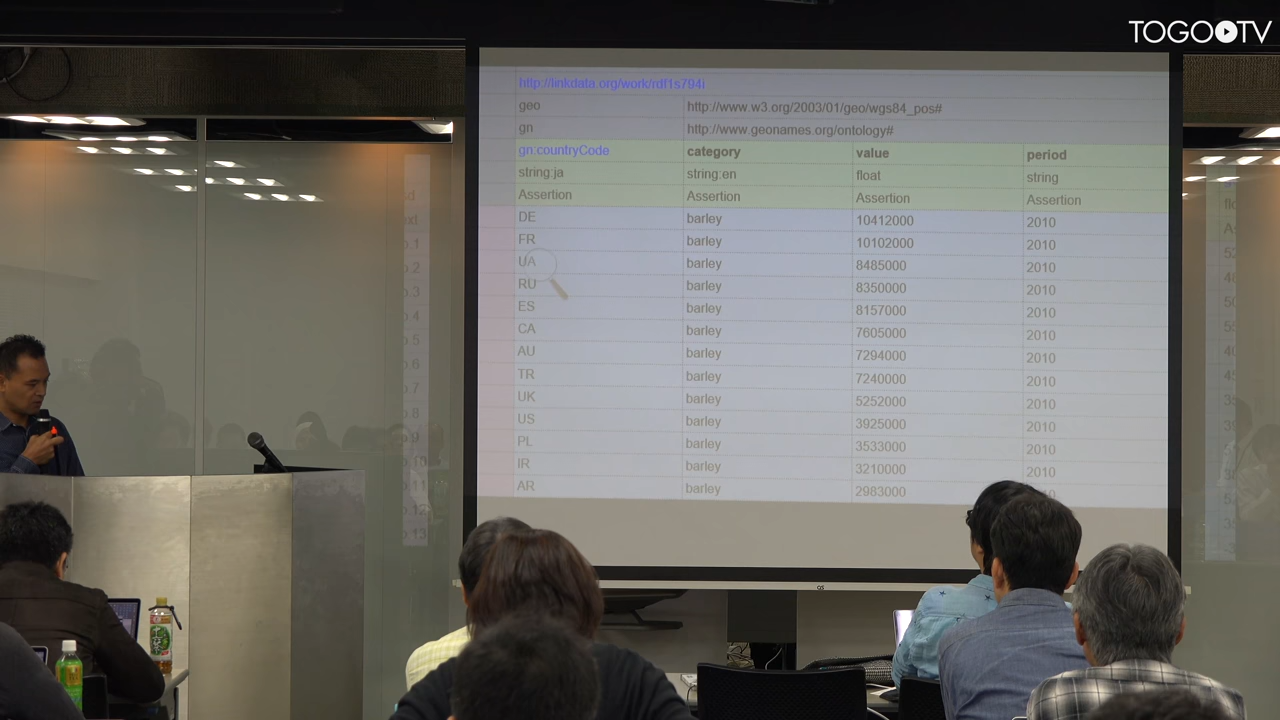 TOGO TV
http://linkdata.org/work/rdf1s794i
geo http://www.w3.org/2003/01/geo/wgs84_pos#
gn http://www.geonames.org/ontology#
gn:countryCode category value period
string:ja string:en float string
Assertion Assertion Assertion Assertion
DE barley 10412000 2010
FR barley 10102000 2010
UA barley 8485000 2010
RU barley 8350000 2010
ES barley 8157000 2010
CA barley 7605000 2010
AU barley 7294000 2010
TR barley 7240000 2010
UK barley 5252000 2010
US barley 3925000 2010
PL barley 3533000 2010
IR barley 3210000 2010
AR barley 2983000 2010